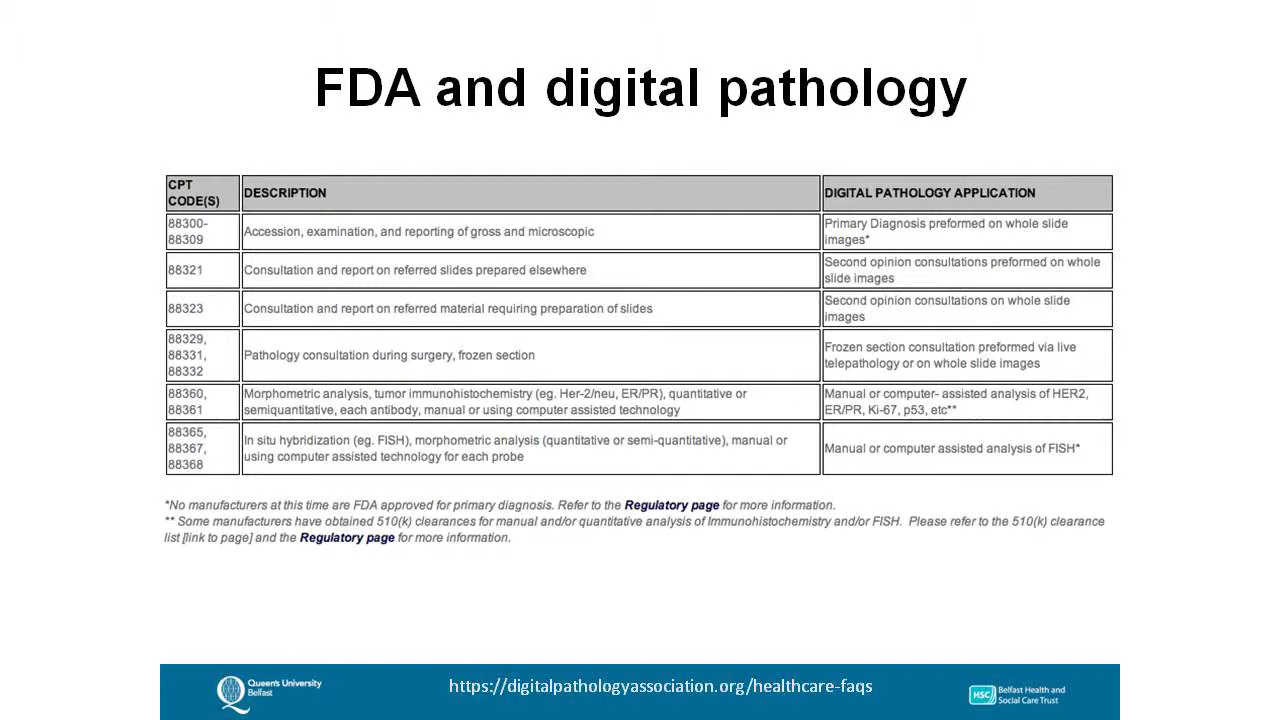 FDA and digital pathology
CPT
CODE(S)
DESCRIPTION
DIGITAL PATHOLOGY APPLICATION
88300-
88309
Accession, examination, and reporting of gross and microscopic
Primary Diagnosis preformed on whole slide
images*
88321
Consultation and report on referred slides prepared elsewhere
Second opinion consultations preformed on whole
slide images
88323
Consultation and report on referred material requiring preparation of slides
Second opinion consultations on whole slide
images
88329,
88331,
88332
Pathology consultation during surgery, frozen section
Frozen section consultation preformed via live
telepathology or on whole slide images
88360,
88361
Morphometric analysis, tumor immunohistochemistry (eg. Her-2/neu, ER/PR), quantitative or
semiquantitative, each antibody, manual or using computer assisted technology
Manual or computer- assisted analysis of HER2,
ER/PR, Ki-67, p53, etc**
88365,
88367,
88368
In situ hybridization (eg. FISH), morphometric analysis (quantitative or semi-quantitative), manual or
using computer assisted technology for each probe
Manual or computer assisted analysis of FISH*
*No manufacturers at this time are FDA approved for primary diagnosis. Refer to the Regulatory page for more information.
** Some manufacturers have obtained 510(k) clearances for manual and/or quantitative analysis of Immunohistochemistry and/or FISH. Please refer to the 510(k) clearance
list [link to page] and the Regulatory page for more information.
Queen's University
Belfast
https://digitalpathologyassociation.org/healthcare-faqs
HSC
Belfast Health and
Social Care Trust